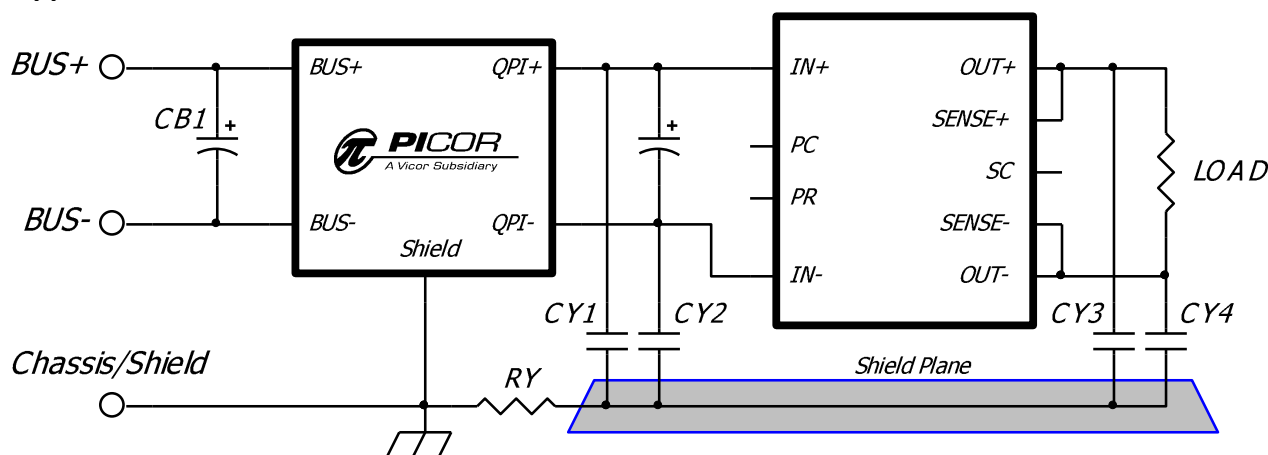 BUS+
BUS+
QPI+
IN+
OUT+
CB1
+
+
SENSE+
PICOR
A Vicor Subsidiary
PC
SC
LOAD
PR
BUS-
BUS-
QPI-
SENSE-
Shield
IN-
OUT-
CY1
CY2
CY3
CY4
Chassis/Shield
RY
Shield Plane